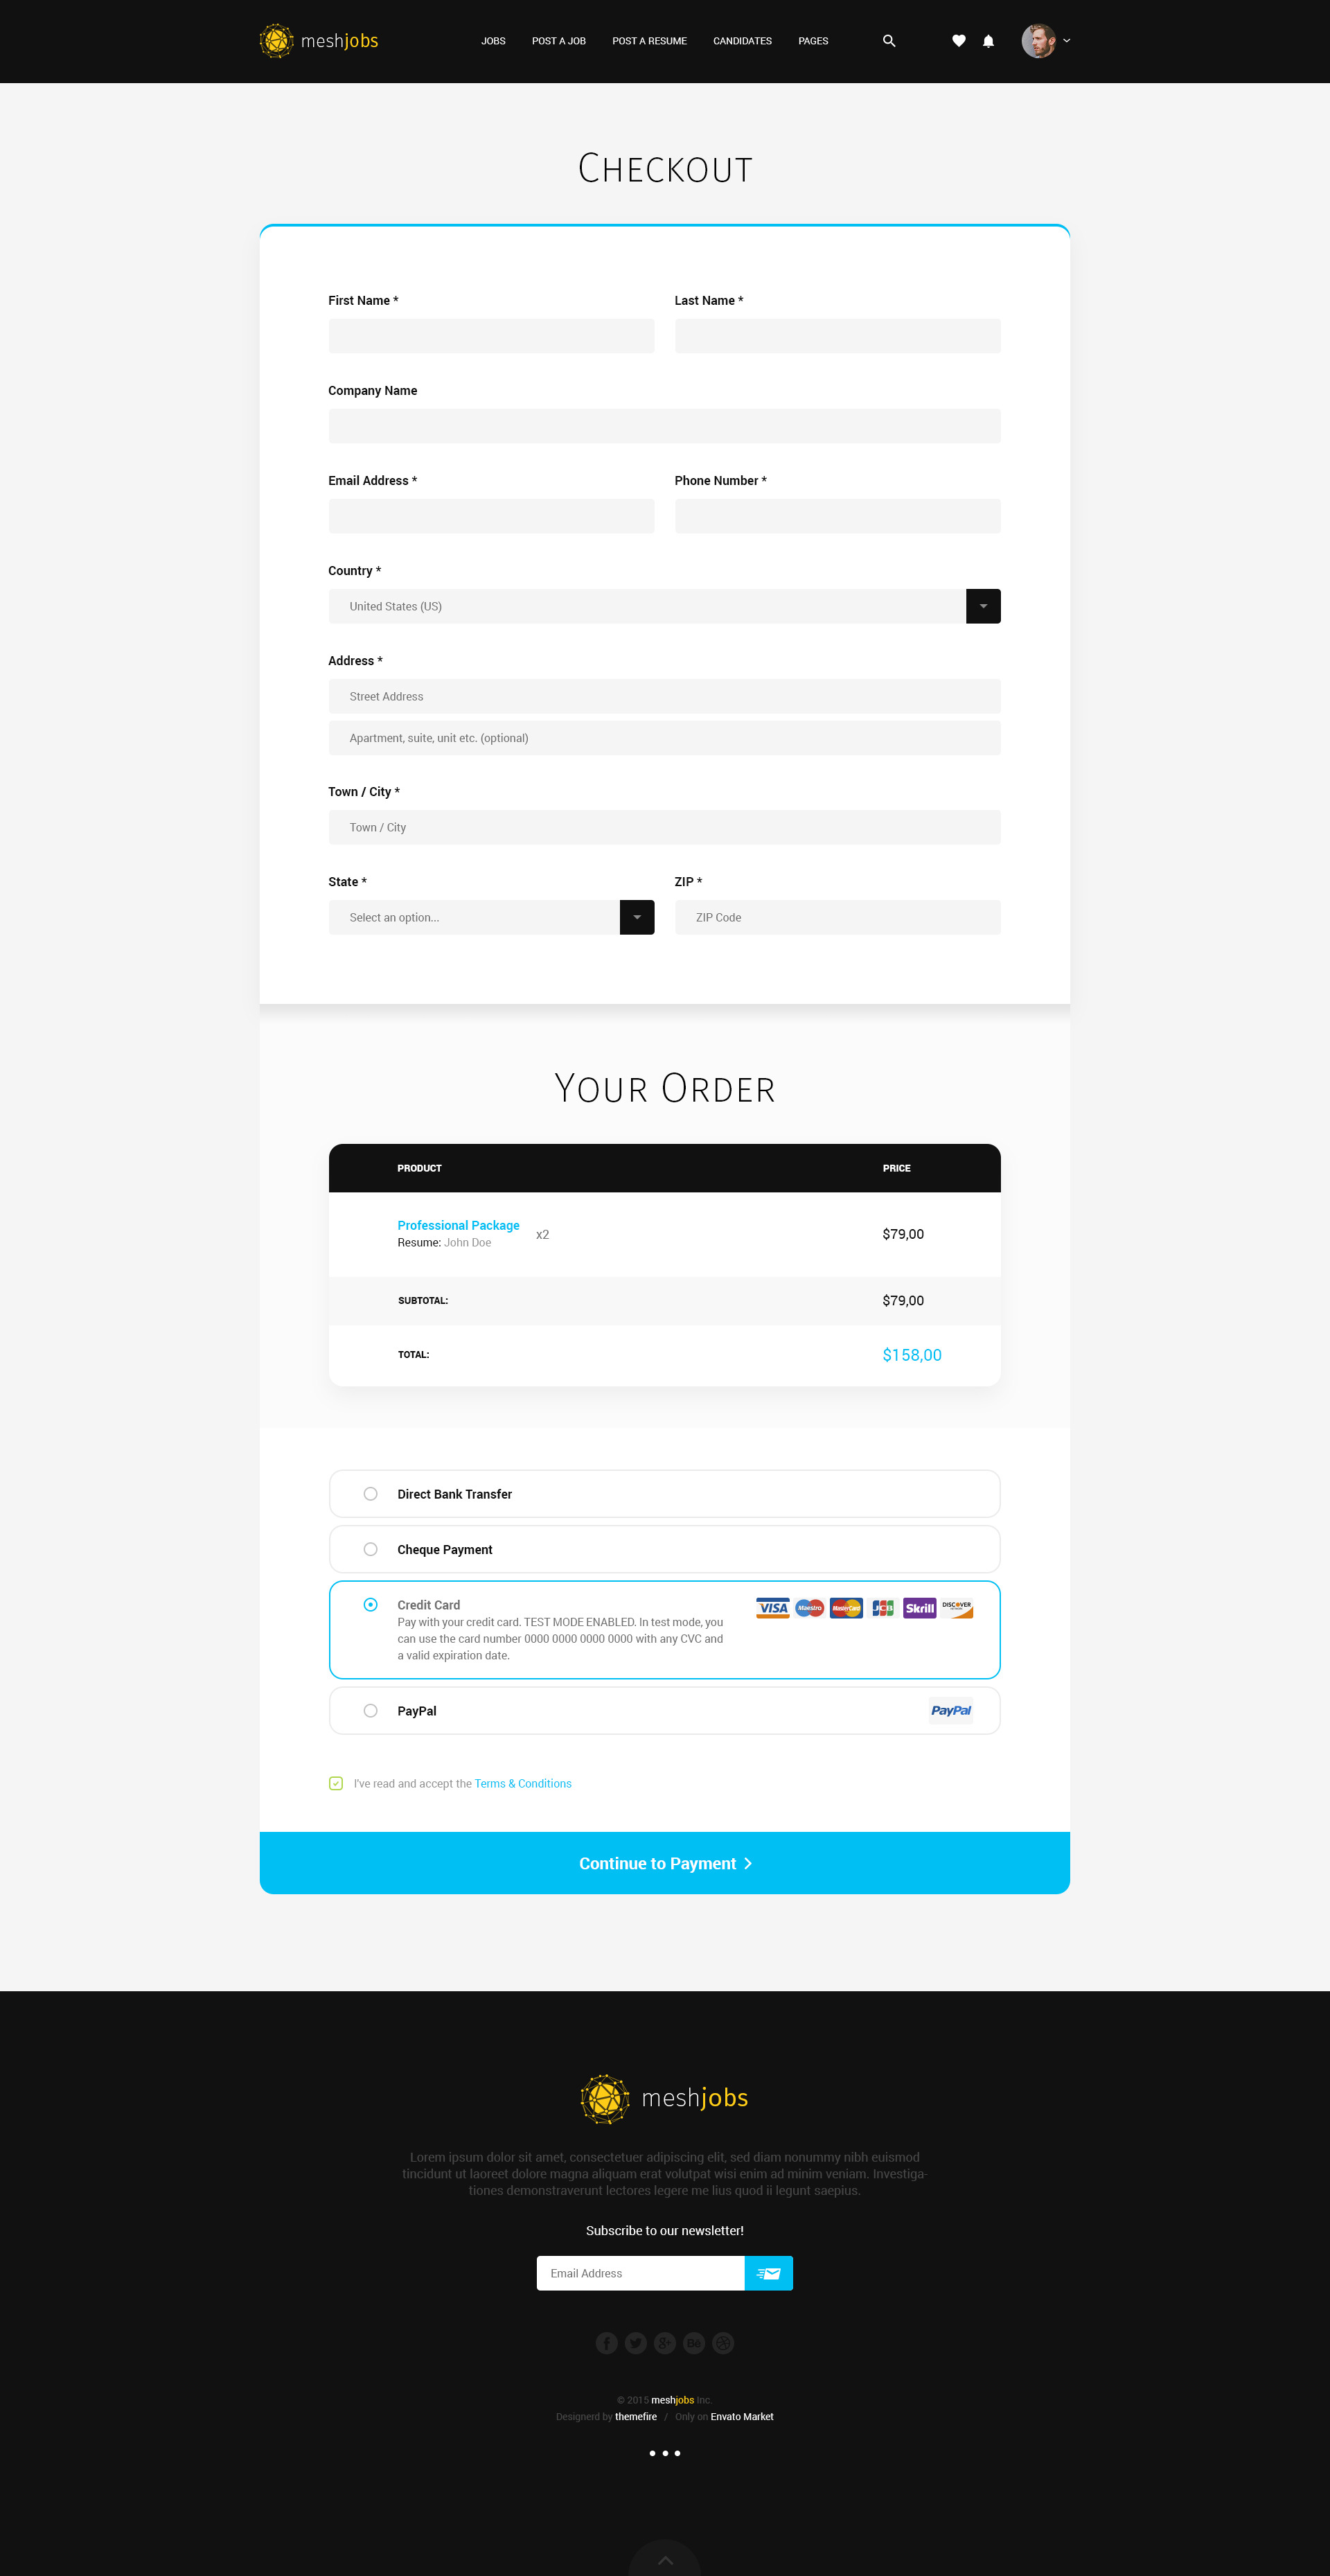 meshjobs
JOBS POST A JOB POST A RESUME CANDIDATES PAGES
CHECKOUT
First Name * Last Name *
Company Name
Email Address * Phone Number *
Country *
United States (US)
Address *
Street Address
Apartment, suite, unit etc. (optional)
Town / City *
Town / City
State * ZIP *
Select an option... ZIP Code
YOUR ORDER
PRODUCT PRICE
Professional Package
Resume: John Doe
x2 $79,00
SUBTOTAL: $79,00
TOTAL: $158,00
Direct Bank Transfer
Cheque Payment
Credit Card
VISA Maestro MasterCard JCB Skrill DISCOVER
Pay with your credit card. TEST MODE ENABLED. In test mode, you
can use the card number 0000 0000 0000 0000 with any CVC and
a valid expiration date.
PayPal PayPal
I've read and accept the Terms & Conditions
Continue to Payment
meshjobs
Lorem ipsum dolor sit amet, consectetuer adipiscing elit, sed diam nonummy nibh euismod
tincidunt ut laoreet dolore magna aliquam erat volutpat wisi enim ad minim veniam. Investiga-
tiones demonstraverunt lectores legere me lius quod ii legunt saepius.
Subscribe to our newsletter!
Email Address
© 2015 meshjobs Inc.
Designerd by themefire / Only on Envato Market